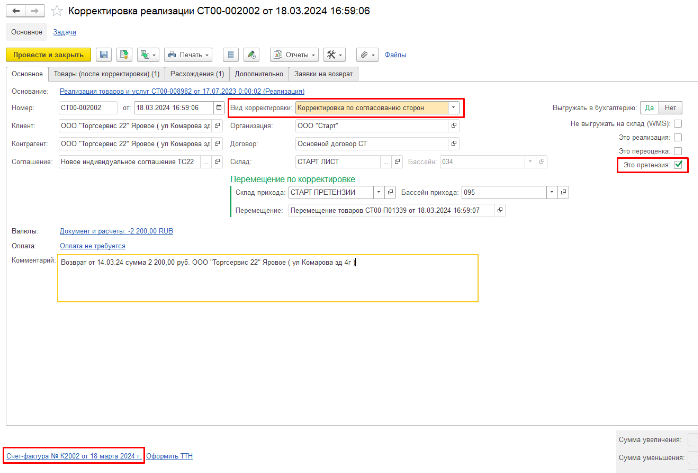 Корректировка реализации СТ00-002002 от 18.03.2024 16:59:06
Основное Задачи
Провести и закрыть Печать Отчеты Файлы
Основное Товары (после корректировки) (1) Расхождения (1) Дополнительно Заявки на возврат
Основание: Реализация товаров и услуг СТ00-008982 от 17.07.2023 0:00:02 (Реализация)
Номер: СТ00-002002 от: 18.03.2024 16:59:06 Вид корректировки: Корректировка по согласованию сторон Выгружать в бухгалтерию: Да Нет
Клиент: ООО "Торгсервис 22" Яровое ( ул Комарова зд Организация: ООО "Старт" Не выгружать на склад (WMS):
Контрагент: ООО "Торгсервис 22" Яровое ( ул Комарова зд Договор: Основной договор СТ Это реализация:
Соглашение: Новое индивидуальное соглашение ТС22 Склад: СТАРТ ЛИСТ Бассейн: 034 Это переоценка:
Это претензия:
Перемещение по корректировке
Склад прихода: СТАРТ ПРЕТЕНЗИИ Бассейн прихода: 095
Перемещение: Перемещение товаров СТ00-П01339 от 18.03.2024 16:59:07
Валюты: Документ и расчеты: -2 200,00 RUB
Оплата: Оплата не требуется
Комментарий: Возврат от 14.03.24 сумма 2 200,00 руб. ООО "Торгсервис 22" Яровое ( ул Комарова зд 4г )
Счет-фактура № К2002 от 18 марта 2024 г. Оформить ТТН
Сумма увеличения:
Сумма уменьшения: